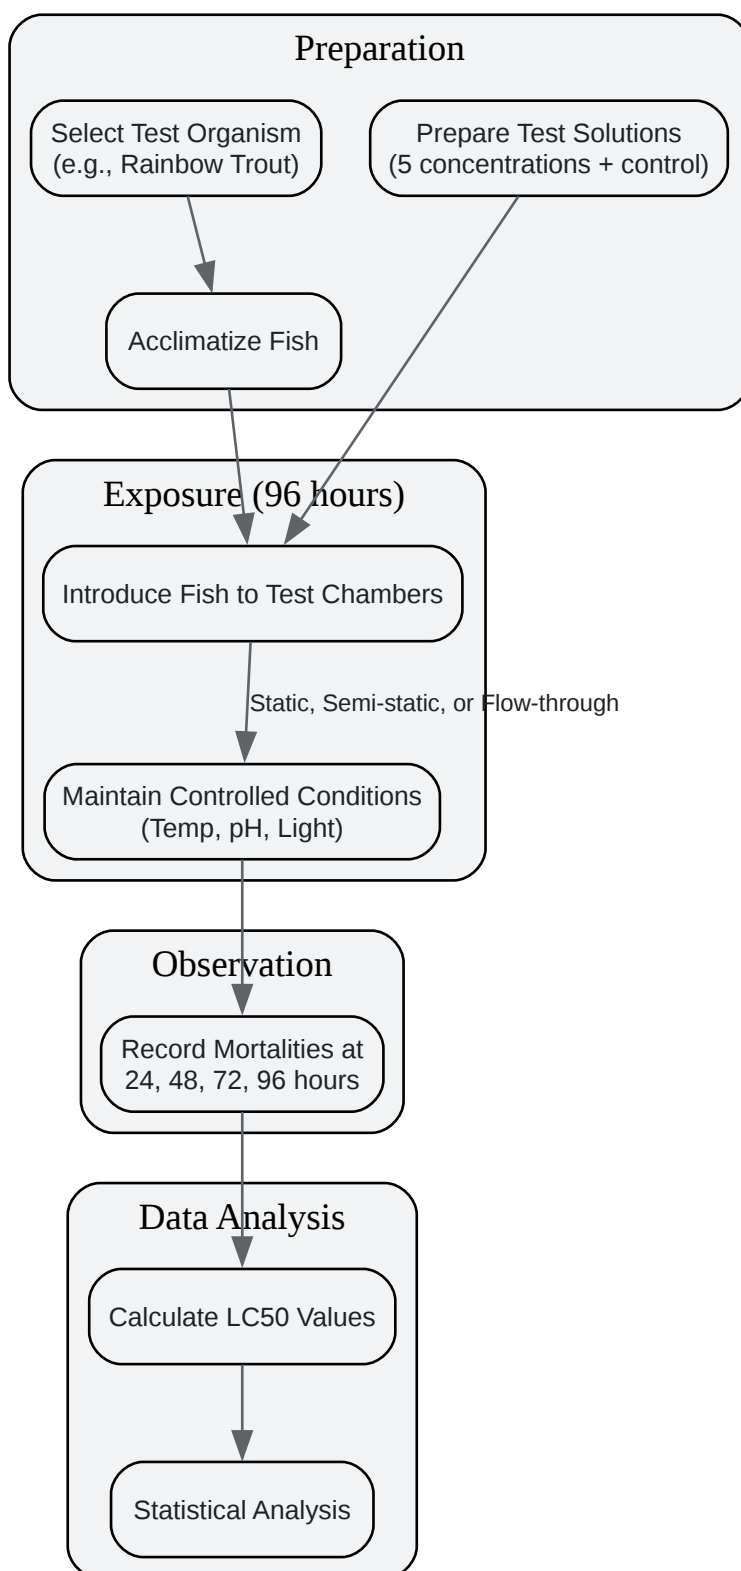 Preparation
Select Test Organism
(e.g., Rainbow Trout)
Prepare Test Solutions
(5 concentrations + control)
Acclimatize Fish
Exposure (96 hours)
Introduce Fish to Test Chambers
Static, Semi-static, or Flow-through
Maintain Controlled Conditions
(Temp, pH, Light)
Observation
Record Mortalities at
24, 48, 72, 96 hours
Data Analysis
Calculate LC50 Values
Statistical Analysis